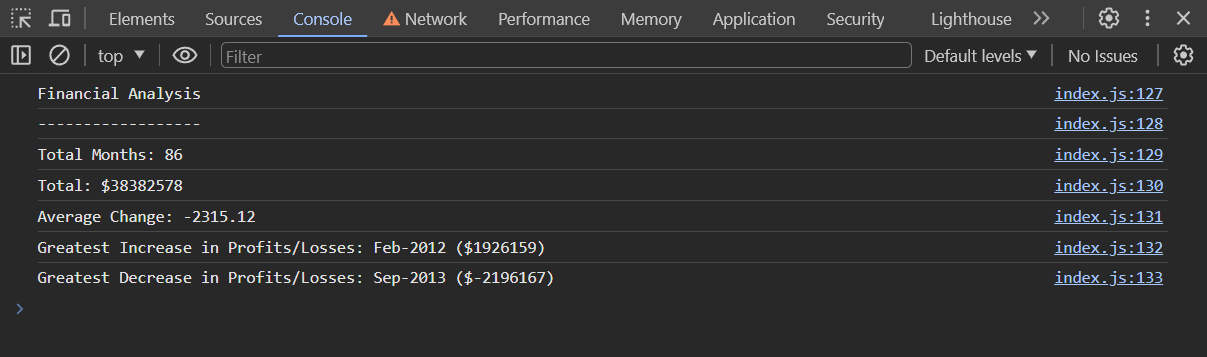 Elements Sources Console Network Performance Memory Application Security Lighthouse
top Filter Default levels No Issues
Financial Analysis index.js:127
------------------ index.js:128
Total Months: 86 index.js:129
Total: $38382578 index.js:130
Average Change: -2315.12 index.js:131
Greatest Increase in Profits/Losses: Feb-2012 ($1926159) index.js:132
Greatest Decrease in Profits/Losses: Sep-2013 ($-2196167) index.js:133